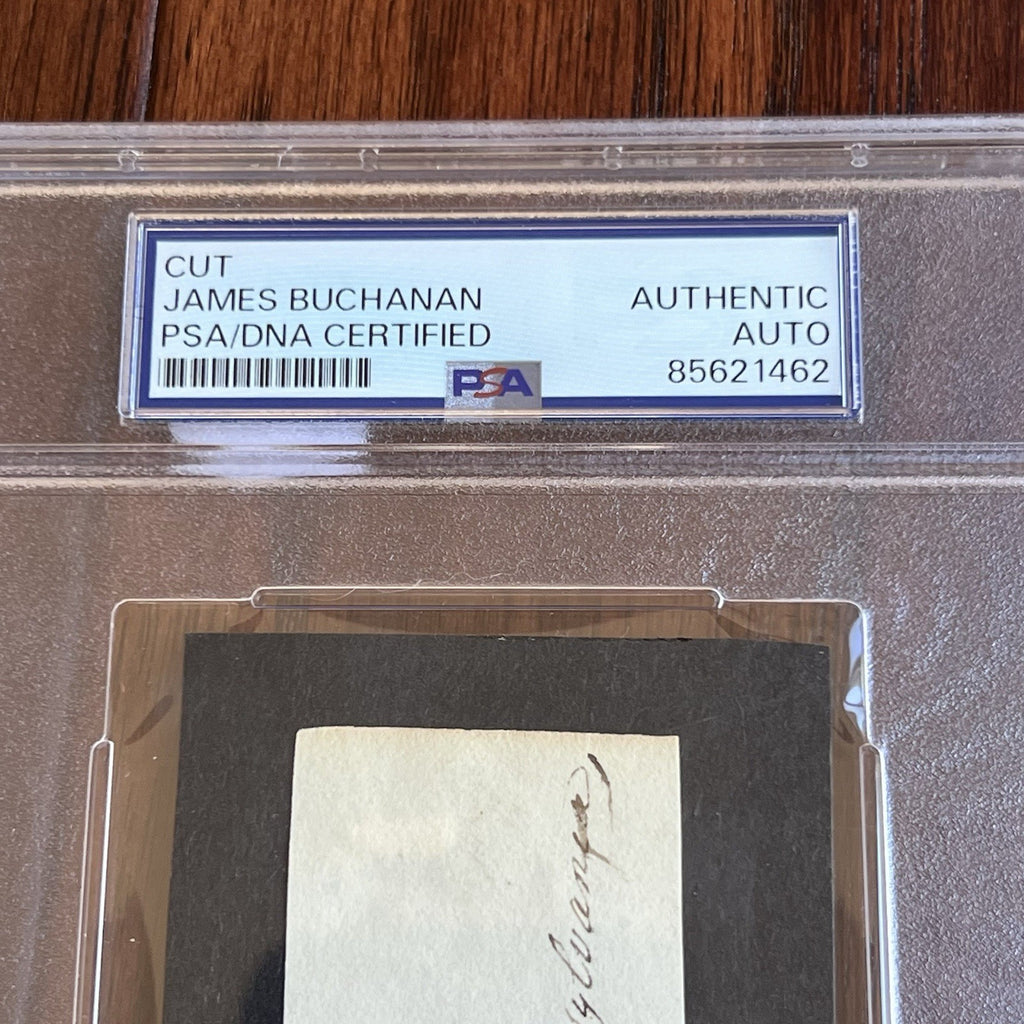 CUT
JAMES BUCHANAN
PSA/DNA CERTIFIED
AUTHENTIC
AUTO
85621462
PSA